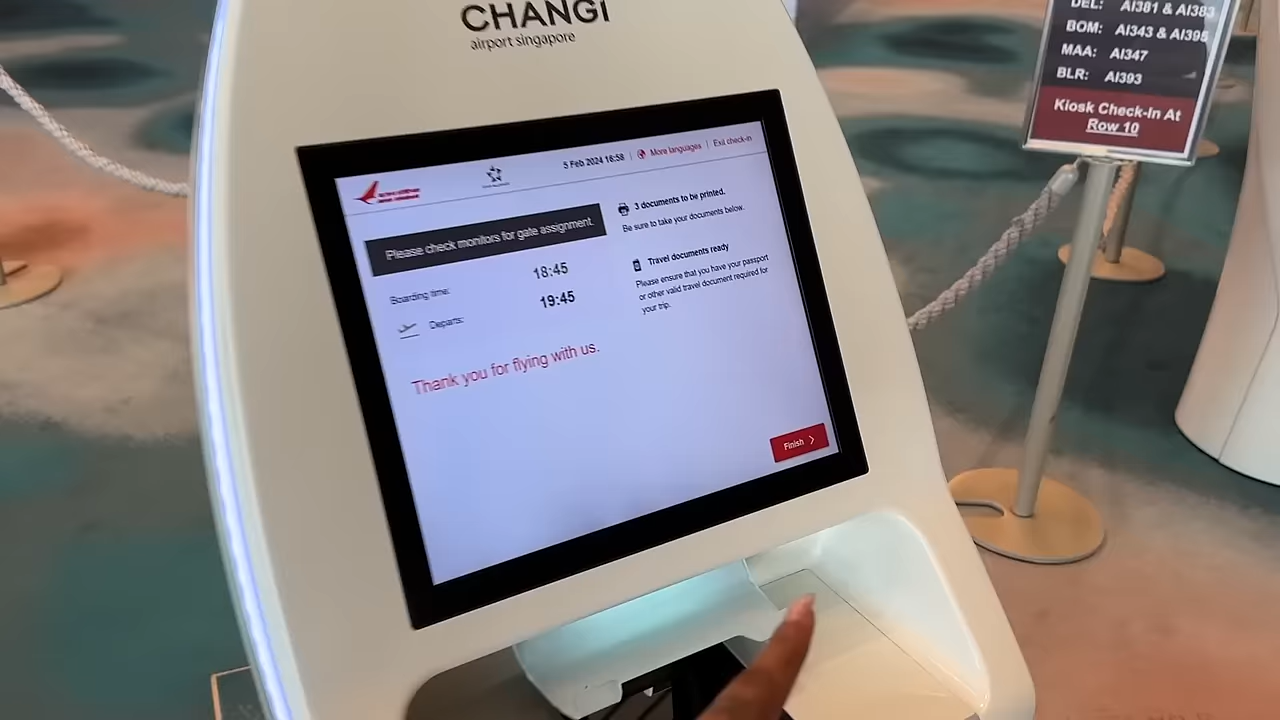 CHANGI
airport singapore
5 Feb 2024 16:58
More languages
Exit check-in
Please check monitors for gate assignment.
Boarding time:
18:45
Departs:
19:45
Thank you for flying with us.
3 documents to be printed.
Be sure to take your documents below.
Travel documents ready
Please ensure that you have your passport
or other valid travel document required for
your trip.
Finish
DEL: AI381 & AI383
BOM: AI343 & AI395
MAA: AI347
BLR: AI393
Kiosk Check-In At
Row 10